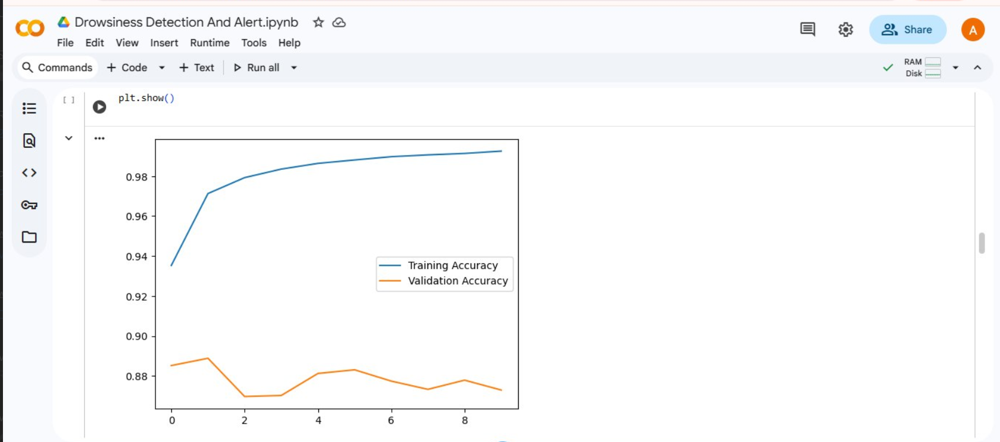 Drowsiness Detection And Alert.ipynb
File Edit View Insert Runtime Tools Help
Share
A
Commands + Code + Text Run all
RAM
Disk
[ ]
plt.show()
0.98
0.96
0.94
0.92
0.90
0.88
Training Accuracy
Validation Accuracy
0 2 4 6 8